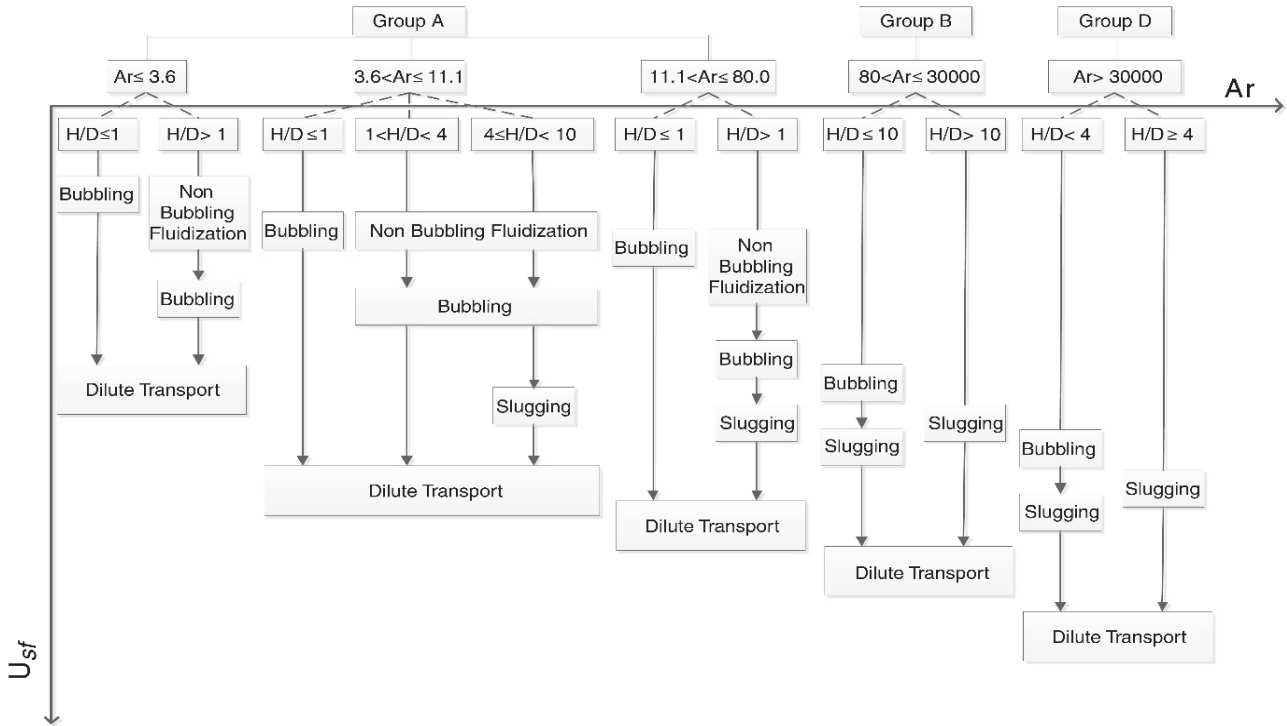 Group A
Group B
Group D
Ar≤ 3.6
3.6<Ar≤ 11.1
11.1<Ar≤ 80.0
80<Ar≤ 30000
Ar> 30000
Ar
H/D≤1
H/D> 1
H/D≤1
1<H/D< 4
4≤H/D< 10
H/D≤ 1
H/D> 1
H/D≤ 10
H/D> 10
H/D< 4
H/D≥ 4
Bubbling
Non
Bubbling
Fluidization
Bubbling
Dilute Transport
Bubbling
Non Bubbling Fluidization
Bubbling
Slugging
Dilute Transport
Bubbling
Non
Bubbling
Fluidization
Bubbling
Slugging
Dilute Transport
Bubbling
Slugging
Slugging
Dilute Transport
Bubbling
Slugging
Slugging
Dilute Transport
Usf